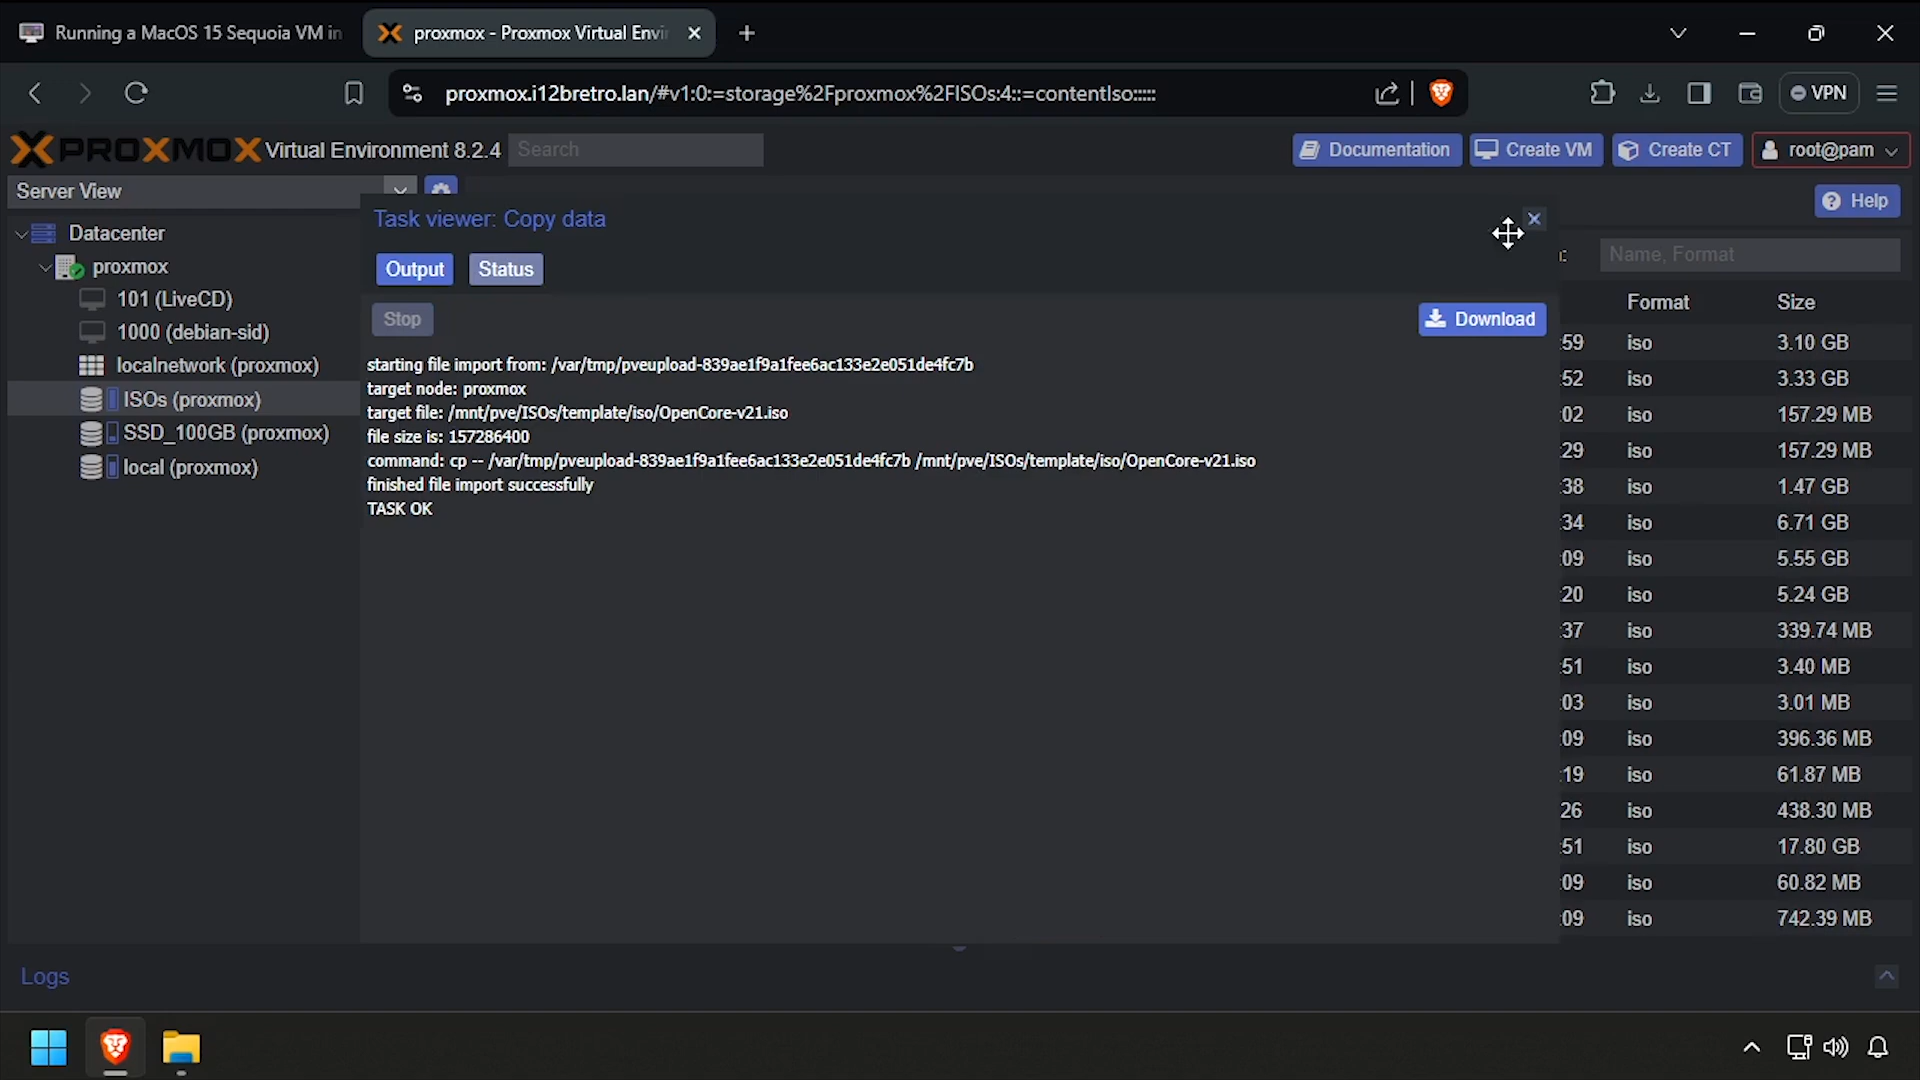 Running a MacOS 15 Sequoia VM in
proxmox - Proxmox Virtual Envi
proxmox.i12bretro.lan/#v1:0:=storage%2Fproxmox%2FISOs:4::=contentIso:::::
VPN
PROXMOX Virtual Environment 8.2.4
Search
Documentation
Create VM
Create CT
root@pam
Server View
Help
Datacenter
proxmox
101 (LiveCD)
1000 (debian-sid)
localnetwork (proxmox)
ISOs (proxmox)
SSD_100GB (proxmox)
local (proxmox)
Task viewer: Copy data
Output
Status
Stop
Download
starting file import from: /var/tmp/pveupload-839ae1f9a1fee6ac133e2e051de4fc7b
target node: proxmox
target file: /mnt/pve/ISOs/template/iso/OpenCore-v21.iso
file size is: 157286400
command: cp -- /var/tmp/pveupload-839ae1f9a1fee6ac133e2e051de4fc7b /mnt/pve/ISOs/template/iso/OpenCore-v21.iso
finished file import successfully
TASK OK
Name, Format
Format Size
:59 iso 3.10 GB
:52 iso 3.33 GB
:02 iso 157.29 MB
:29 iso 157.29 MB
:38 iso 1.47 GB
:34 iso 6.71 GB
:09 iso 5.55 GB
:20 iso 5.24 GB
:37 iso 339.74 MB
:51 iso 3.40 MB
:03 iso 3.01 MB
:09 iso 396.36 MB
:19 iso 61.87 MB
:26 iso 438.30 MB
:51 iso 17.80 GB
:09 iso 60.82 MB
:09 iso 742.39 MB
Logs